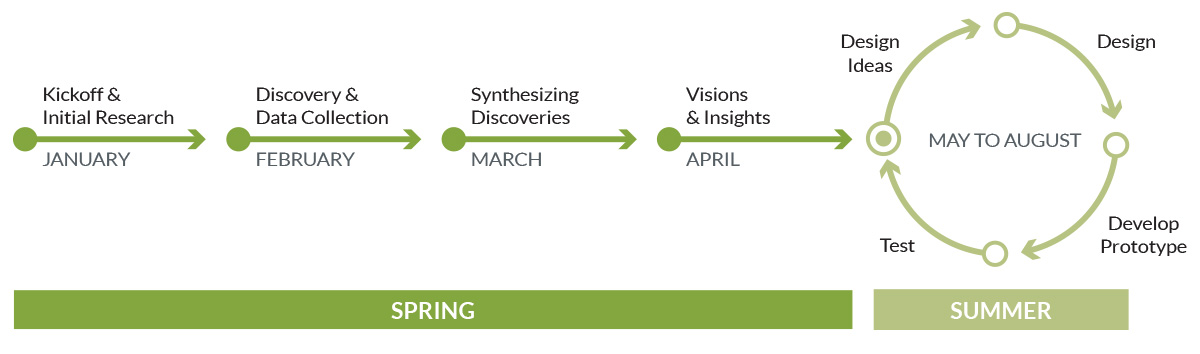 Kickoff &
Initial Research
JANUARY
Discovery &
Data Collection
FEBRUARY
Synthesizing
Discoveries
MARCH
Visions
& Insights
APRIL
Design
Ideas
Design
MAY TO AUGUST
Develop
Prototype
Test
SPRING
SUMMER